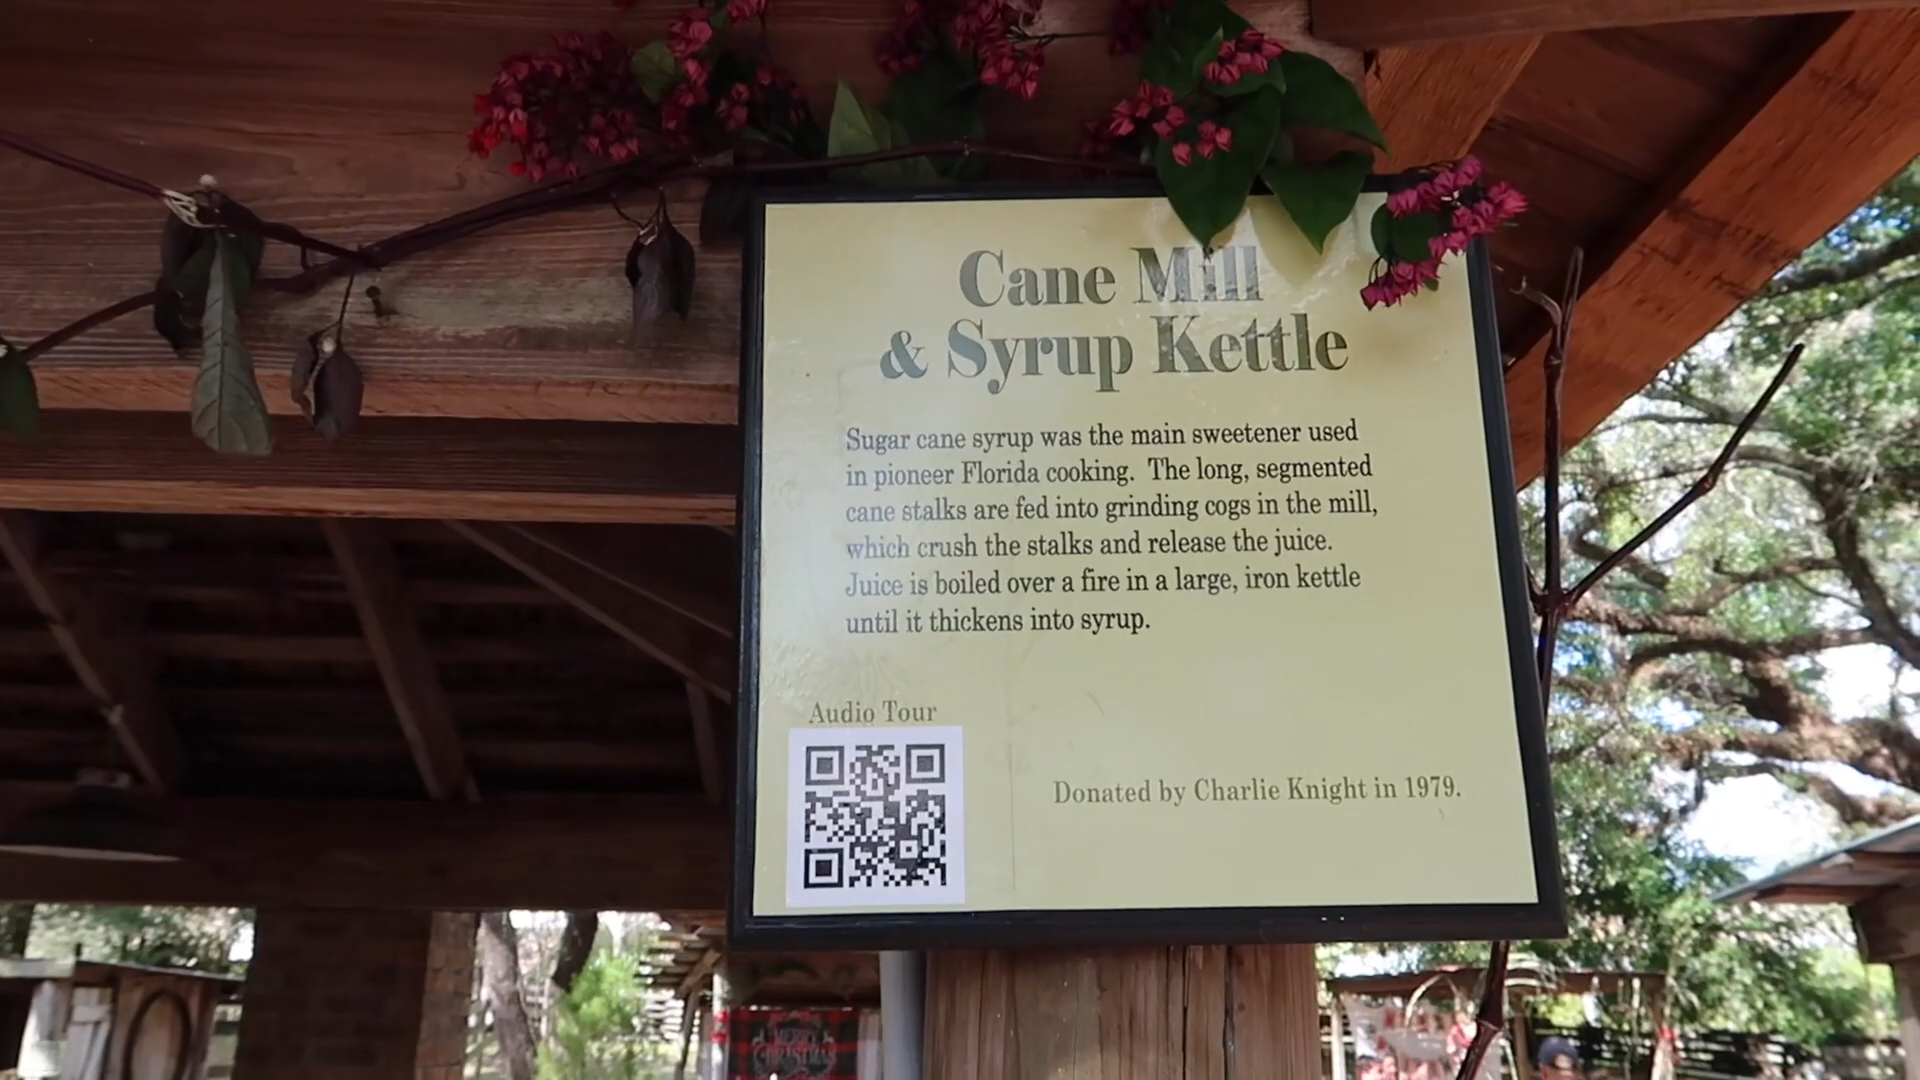 Cane Mill
& Syrup Kettle
Sugar cane syrup was the main sweetener used
in pioneer Florida cooking. The long, segmented
cane stalks are fed into grinding cogs in the mill,
which crush the stalks and release the juice.
Juice is boiled over a fire in a large, iron kettle
until it thickens into syrup.
Audio Tour
Donated by Charlie Knight in 1979.
MERRY
CHRISTMAS